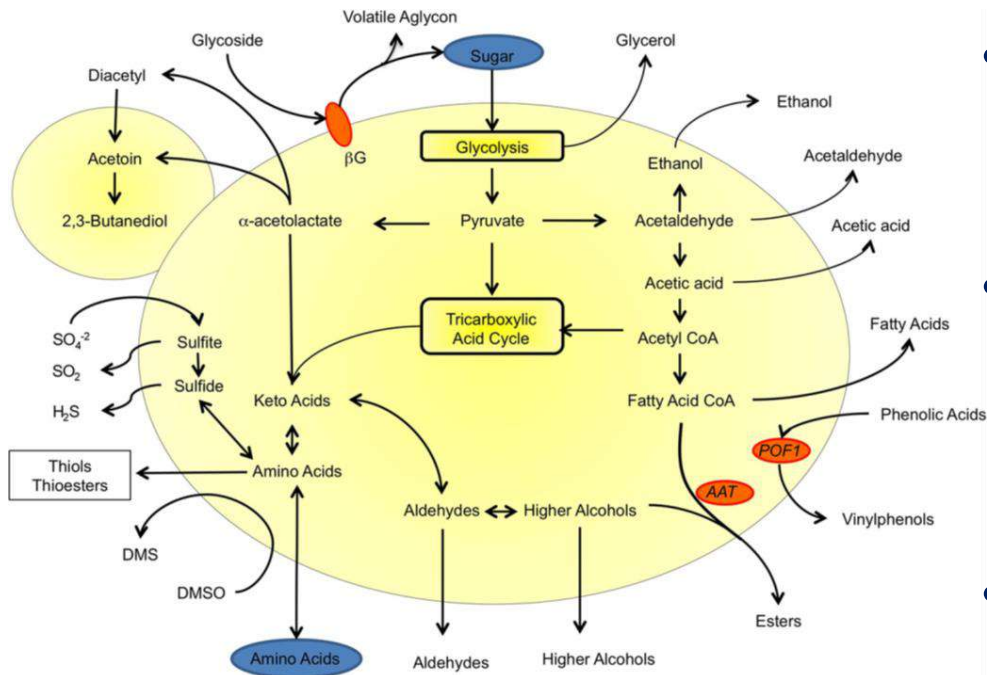 Volatile Aglycon
Glycoside
Sugar
Glycerol
Diacetyl
Ethanol
βG
Glycolysis
Ethanol
Acetaldehyde
Acetoin
2,3-Butanediol
α-acetolactate
Pyruvate
Acetaldehyde
Acetic acid
Acetic acid
SO₄⁻²
Sulfite
Tricarboxylic
Acid Cycle
Acetyl CoA
Fatty Acids
SO₂
Sulfide
H₂S
Keto Acids
Fatty Acid CoA
Phenolic Acids
POF1
Thiols
Thioesters
Amino Acids
AAT
Aldehydes
Higher Alcohols
Vinylphenols
DMS
DMSO
Esters
Amino Acids
Aldehydes
Higher Alcohols